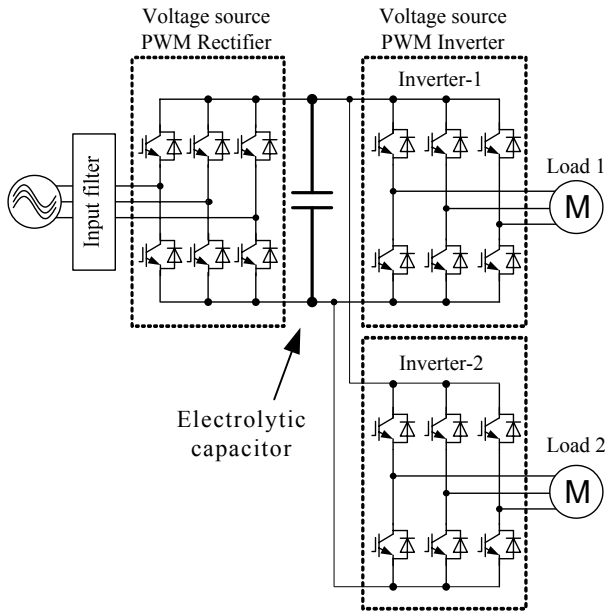 Voltage source
PWM Rectifier
Voltage source
PWM Inverter
Inverter-1
Input filter
Load 1
M
Inverter-2
Electrolytic
capacitor
Load 2
M